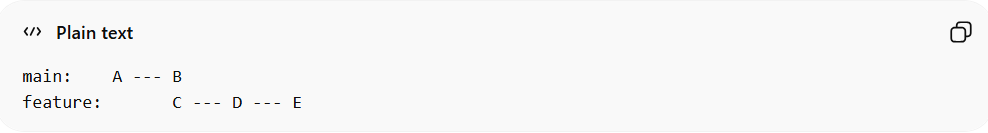 Plain text
main:    A --- B
feature:       C --- D --- E